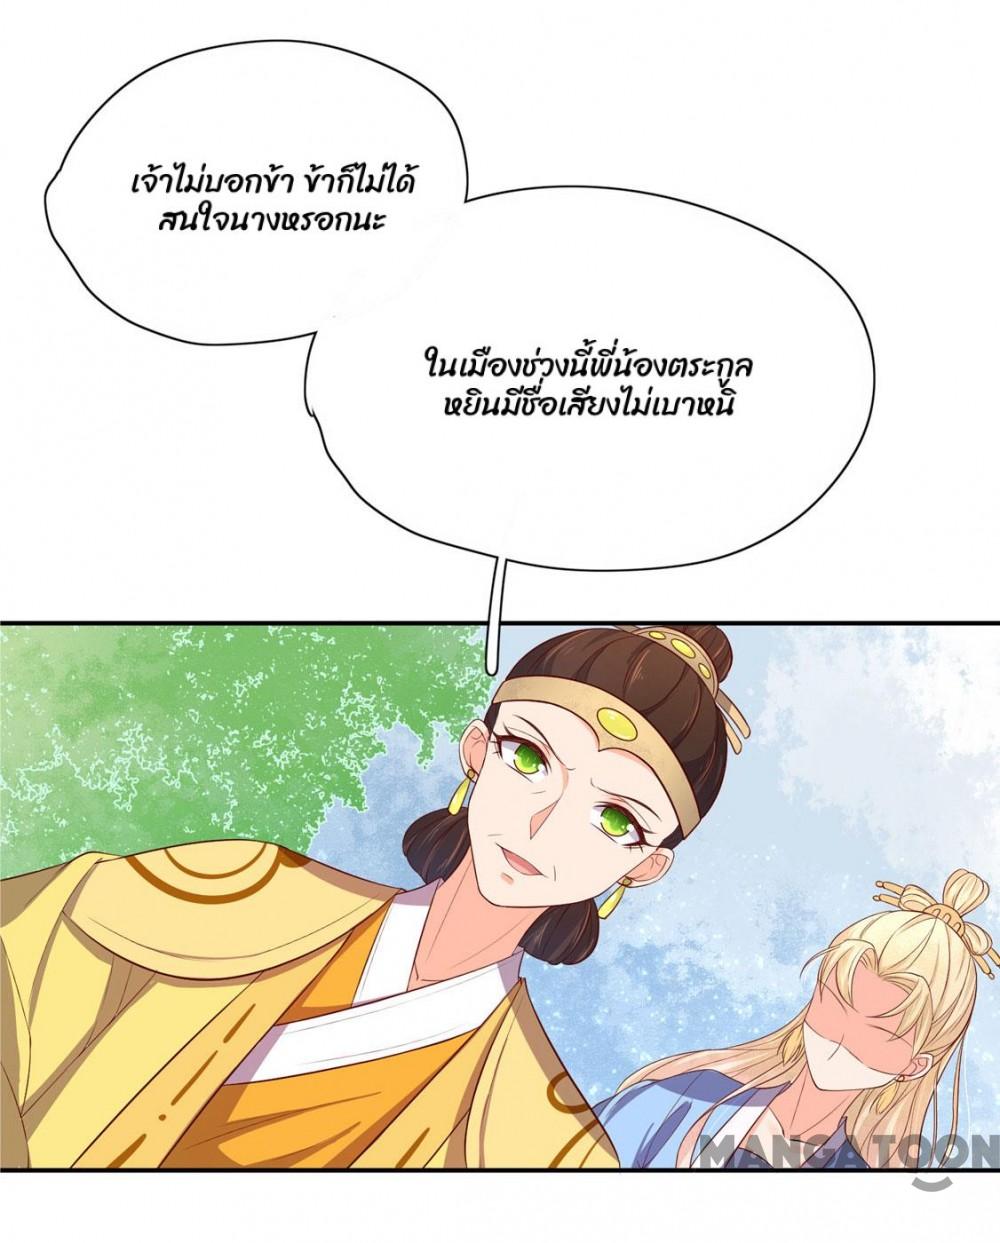 เจ้าไม่บอกข้า ข้าก็ไม่ได้
สนใจนางหรอกนะ
ในเมืองช่วงนี้พี่น้องตระกูล
หยินมีชื่อเสียงไม่เบาหนิ
MANGATOON